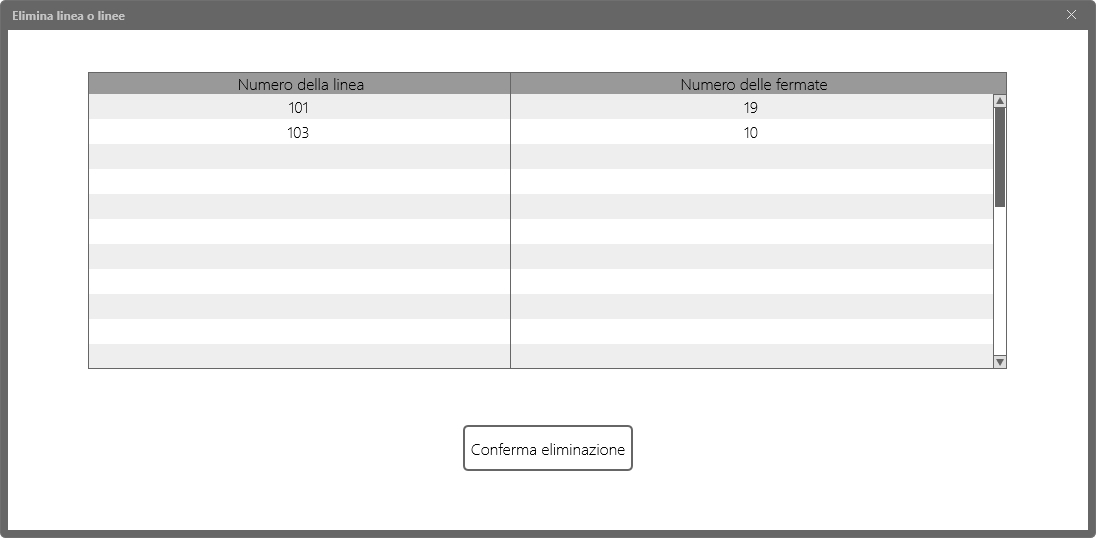 Elimina linea o linee
Numero della linea Numero delle fermate
101 19
103 10
Conferma eliminazione